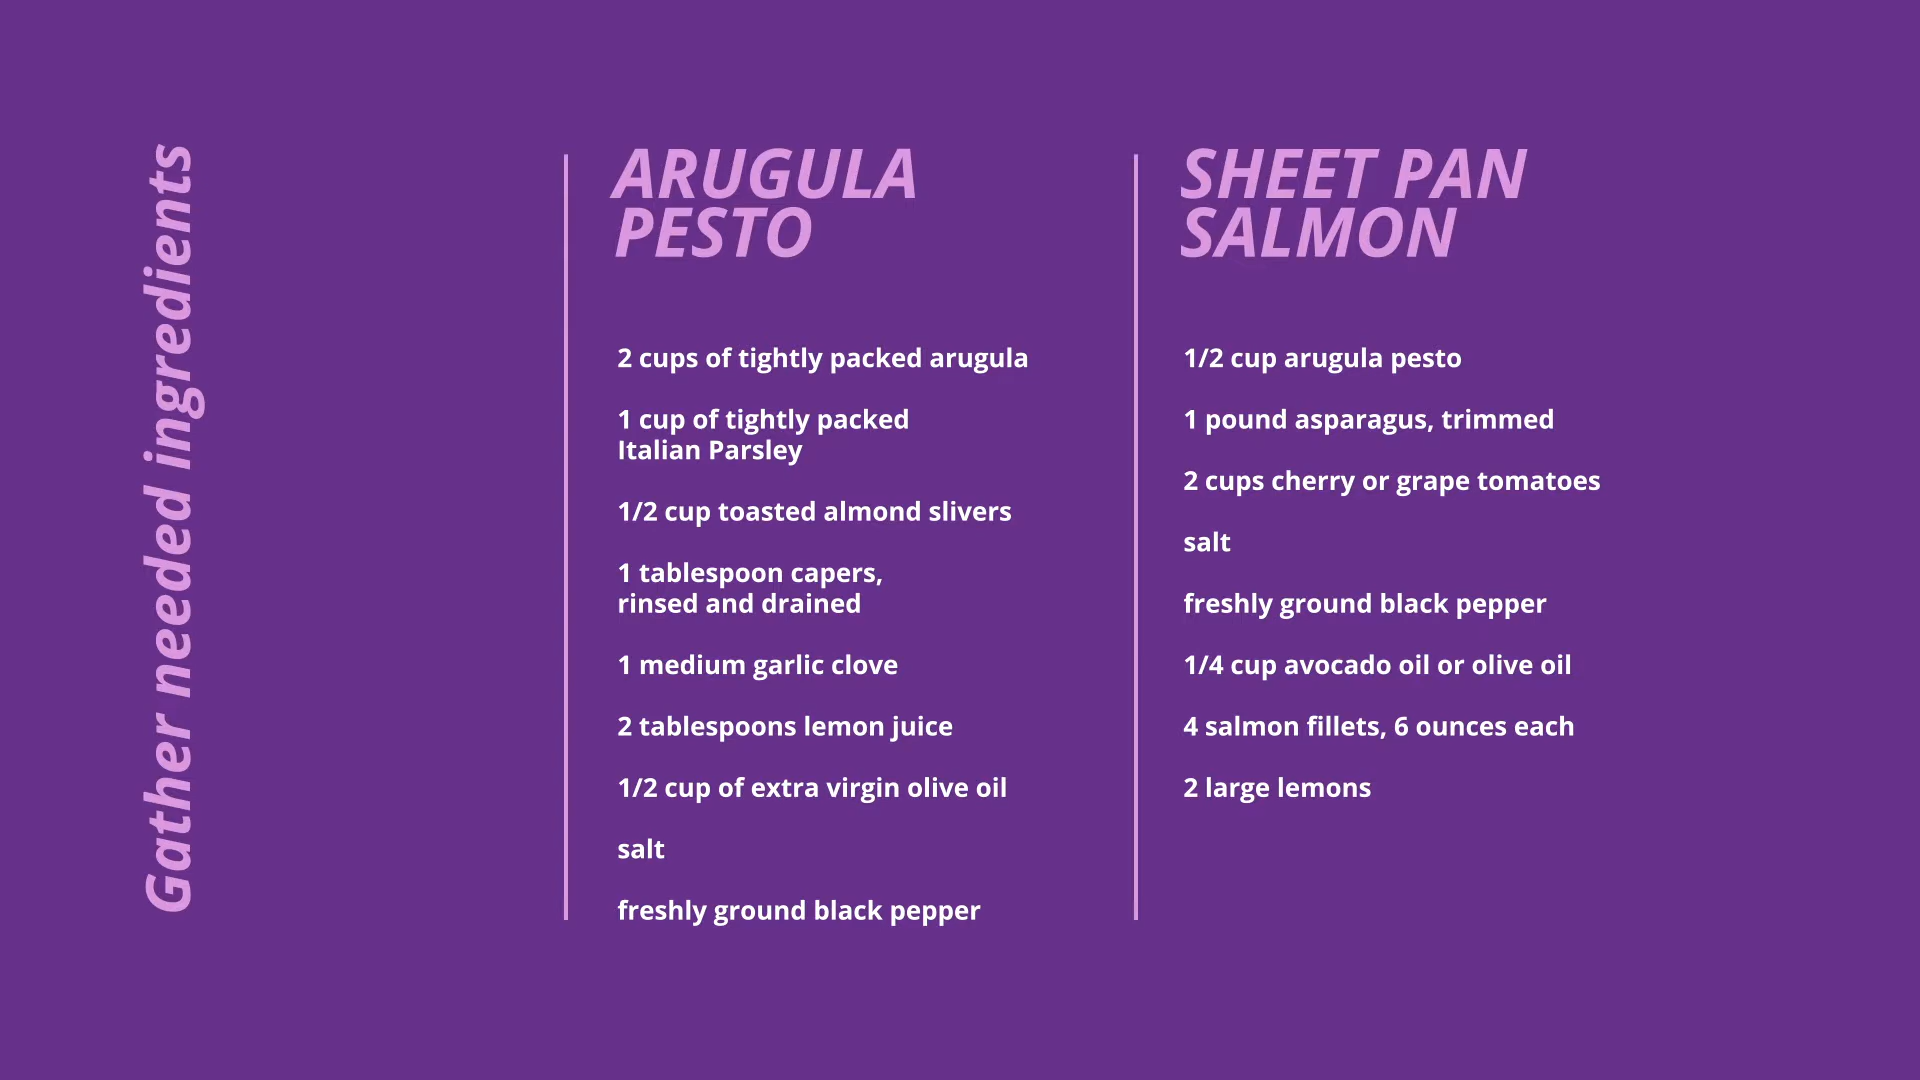 Gather needed ingredients
ARUGULA
PESTO
2 cups of tightly packed arugula
1 cup of tightly packed
Italian Parsley
1/2 cup toasted almond slivers
1 tablespoon capers,
rinsed and drained
1 medium garlic clove
2 tablespoons lemon juice
1/2 cup of extra virgin olive oil
salt
freshly ground black pepper
SHEET PAN
SALMON
1/2 cup arugula pesto
1 pound asparagus, trimmed
2 cups cherry or grape tomatoes
salt
freshly ground black pepper
1/4 cup avocado oil or olive oil
4 salmon fillets, 6 ounces each
2 large lemons